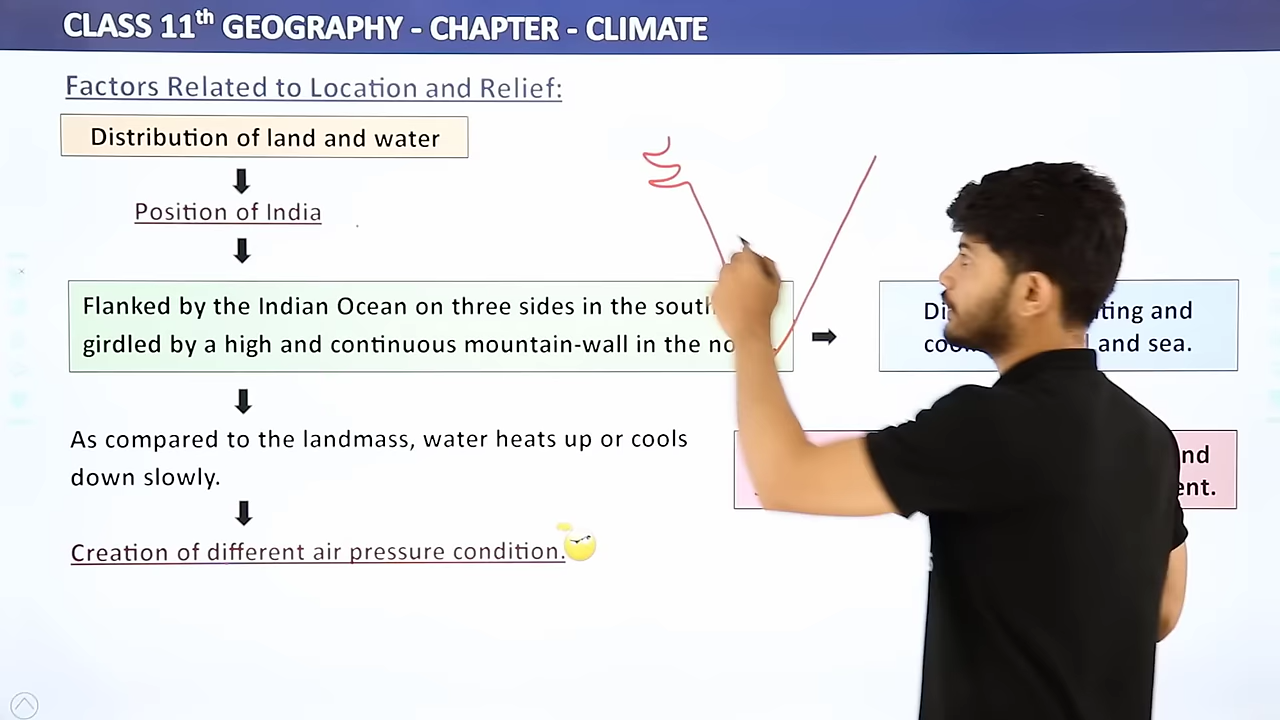 CLASS 11th GEOGRAPHY - CHAPTER - CLIMATE
Factors Related to Location and Relief:
Distribution of land and water
Position of India
Flanked by the Indian Ocean on three sides in the south
girdled by a high and continuous mountain-wall in the
and
and sea.
As compared to the landmass, water heats up or cools
down slowly.
Creation of different air pressure condition.